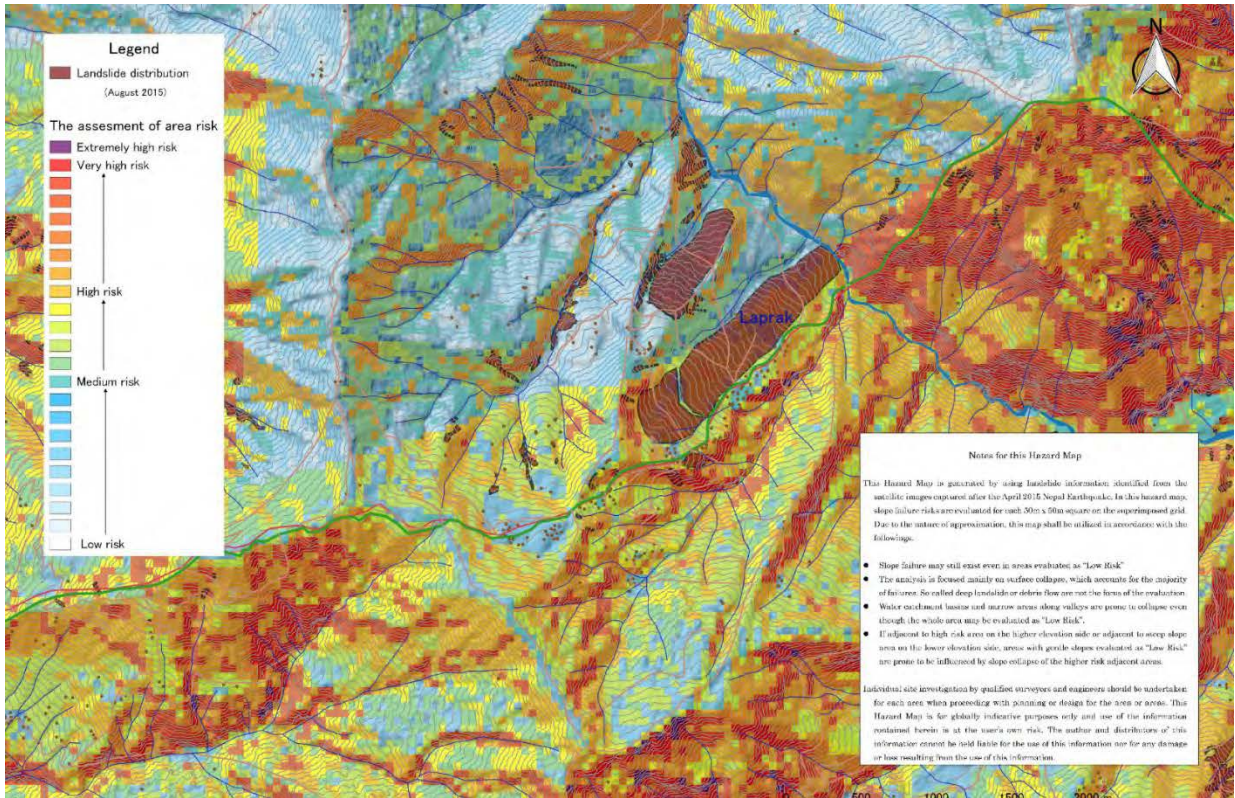 Legend
Landslide distribution
(August 2015)
The assesment of area risk
Extremely high risk
Very high risk
High risk
Medium risk
Low risk
N
Laprak
Notes for this Hazard Map
This Hazard Map is generated by using landslide information identified from the
satellite images captured after the April 2015 Nepal Earthquake. In this hazard map,
slope failure risks are evaluated for each 50m x 50m square on the superimposed grid.
Due to the nature of approximation, this map shall be utilized in accordance with the
followings.
● Slope failure may still exist even in areas evaluated as "Low Risk"
● The analysis is focused mainly on surface collapse, which accounts for the majority
of failures. So called deep landslide or debris flow are not the focus of the evaluation.
● Water catchment basins and narrow areas along valleys are prone to collapse even
though the whole area may be evaluated as "Low Risk".
● If adjacent to high risk area on the higher elevation side or adjacent to steep slope
area on the lower elevation side, areas with gentle slopes evaluated as "Low Risk"
are prone to be influenced by slope collapse of the higher risk adjacent areas.
Individual site investigation by qualified surveyors and engineers should be undertaken
for each area when proceeding with planning or design for the area or areas. This
Hazard Map is for globally indicative purposes only and use of the information
contained herein is at the user's own risk. The author and distributors of this
information cannot be held liable for the use of this information nor for any damage
or loss resulting from the use of this information.
0 500 1000 1500 2000 m